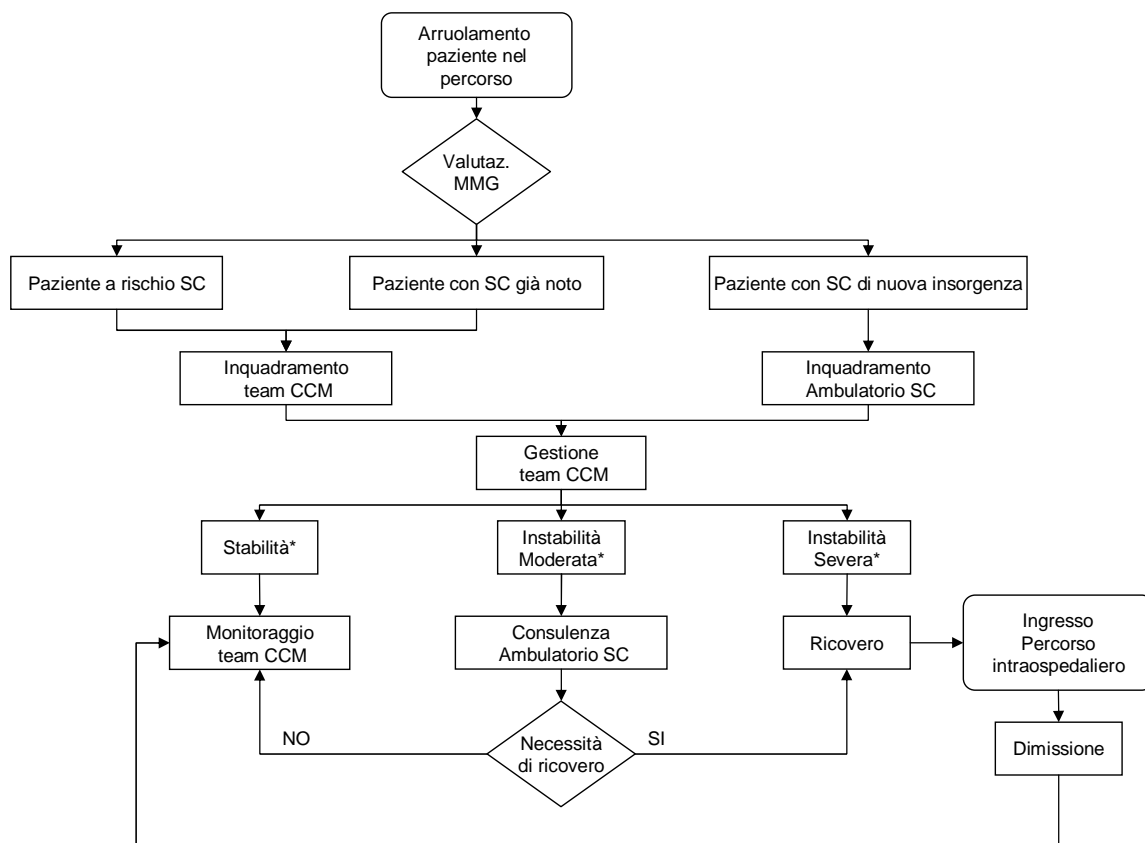 Arruolamento
paziente nel
percorso
Valutaz.
MMG
Paziente a rischio SC
Paziente con SC già noto
Paziente con SC di nuova insorgenza
Inquadramento
team CCM
Inquadramento
Ambulatorio SC
Gestione
team CCM
Stabilità*
Instabilità
Moderata*
Instabilità
Severa*
Monitoraggio
team CCM
Consulenza
Ambulatorio SC
Ricovero
Ingresso
Percorso
intraospedaliero
NO
Necessità
di ricovero
SI
Dimissione